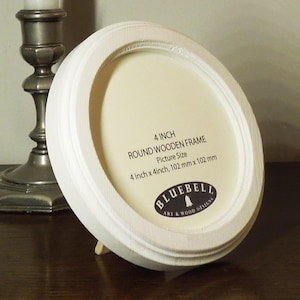 4 INCH
ROUND WOODEN FRAME
Picture Size
4 inch x 4inch, 102 mm x 102 mm
BLUEBELL
ART & WOOD DESIGNS